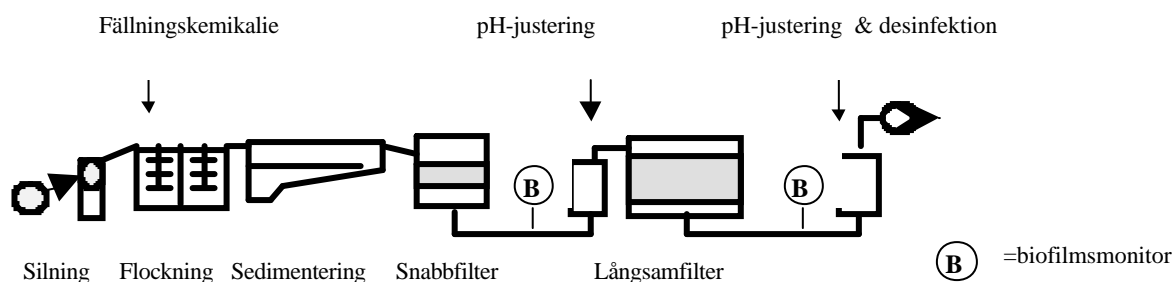 Fällningskemikalie pH-justering pH-justering & desinfektion
B B
B =biofilmsmonitor
Silning Flockning Sedimentering Snabbfilter Långsamfilter